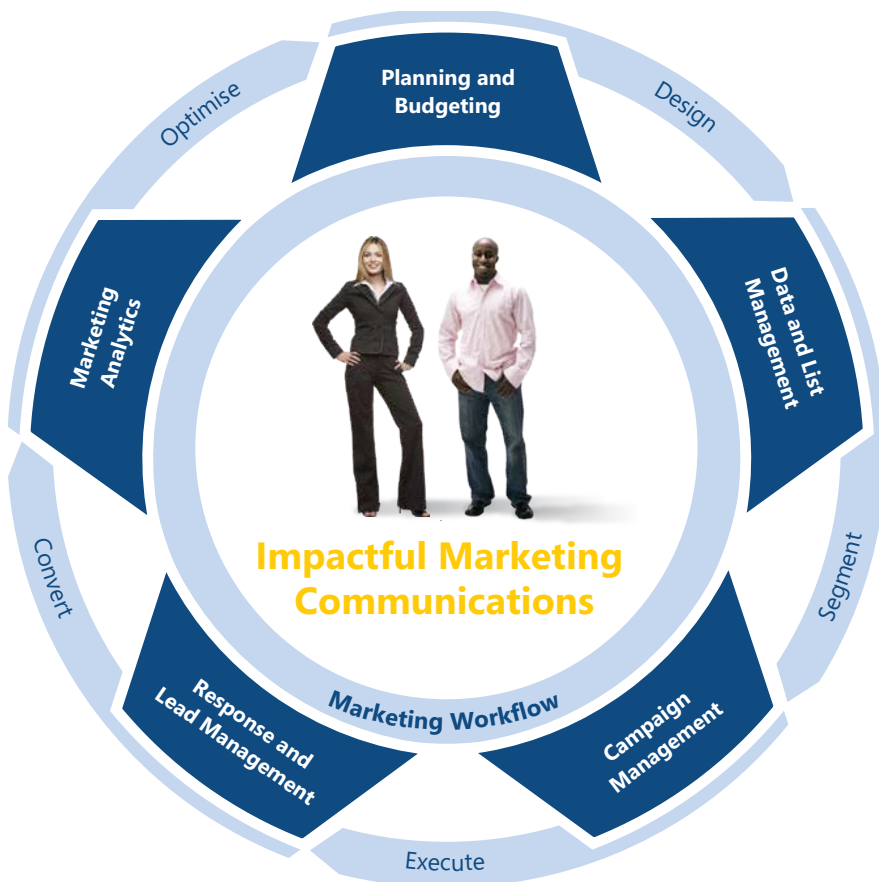 Planning and
Budgeting
Design
Data and List
Management
Segment
Campaign
Management
Execute
Response and
Lead Management
Convert
Marketing
Analytics
Optimise
Impactful Marketing
Communications
Marketing Workflow